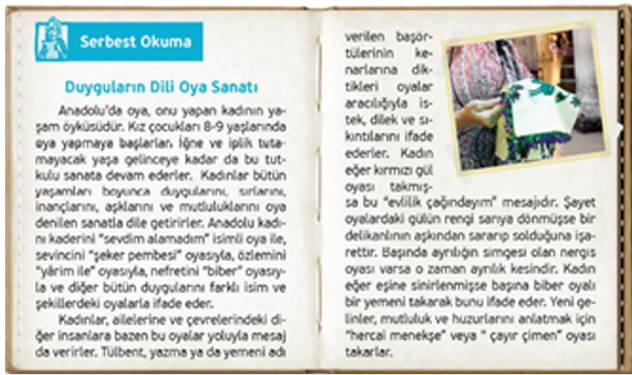 Serbest Okuma
Duyguların Dili Oya Sanatı
Anadolu'da oya, onu yapan kadının ya-
şam öyküsüdür. Kız çocukları 8-9 yaşlarında
oya yapmaya başlarlar. İğne ve iplik tuta-
mayacak yaşa gelinceye kadar da bu tut-
kulu sanata devam ederler. Kadınlar bütün
yaşamları boyunca duygularını, sırlarını,
inançlarını, aşklarını ve mutluluklarını oya
denilen sanatla dile getirirler. Anadolu kadı-
nı kaderini "sevdim alamadım" isimli oya ile,
sevincini "şeker pembesi" oyasıyla, özlemini
"yârim ile" oyasıyla, nefretini "biber" oyasıy-
la ve diğer bütün duygularını farklı isim ve
şekillerdeki oyalarla ifade eder.
Kadınlar, ailelerine ve çevrelerindeki di-
ğer insanlara bazen bu oyalar yoluyla mesaj
da verirler. Tülbent, yazma ya da yemeni adı
verilen başör-
tülerinin ke-
narlarına dik-
tikleri oyalar
aracılığıyla is-
tek, dilek ve sı-
kıntılarını ifade
ederler. Kadın
eğer kırmızı gül
oyası takmış-
sa bu "evlilik çağındayım" mesajıdır. Şayet
oyalardaki gülün rengi sarıya dönmüşse bir
delikanlının aşkından sararıp solduğuna işa-
rettir. Başında ayrılığın simgesi olan nergis
oyası varsa o zaman ayrılık kesindir. Kadın
eğer eşine sinirlenmişse başına biber oyalı
bir yemeni takarak bunu ifade eder. Yeni ge-
linler, mutluluk ve huzurlarını anlatmak için
"hercai menekşe" veya " çayır çimen" oyası
takarlar.